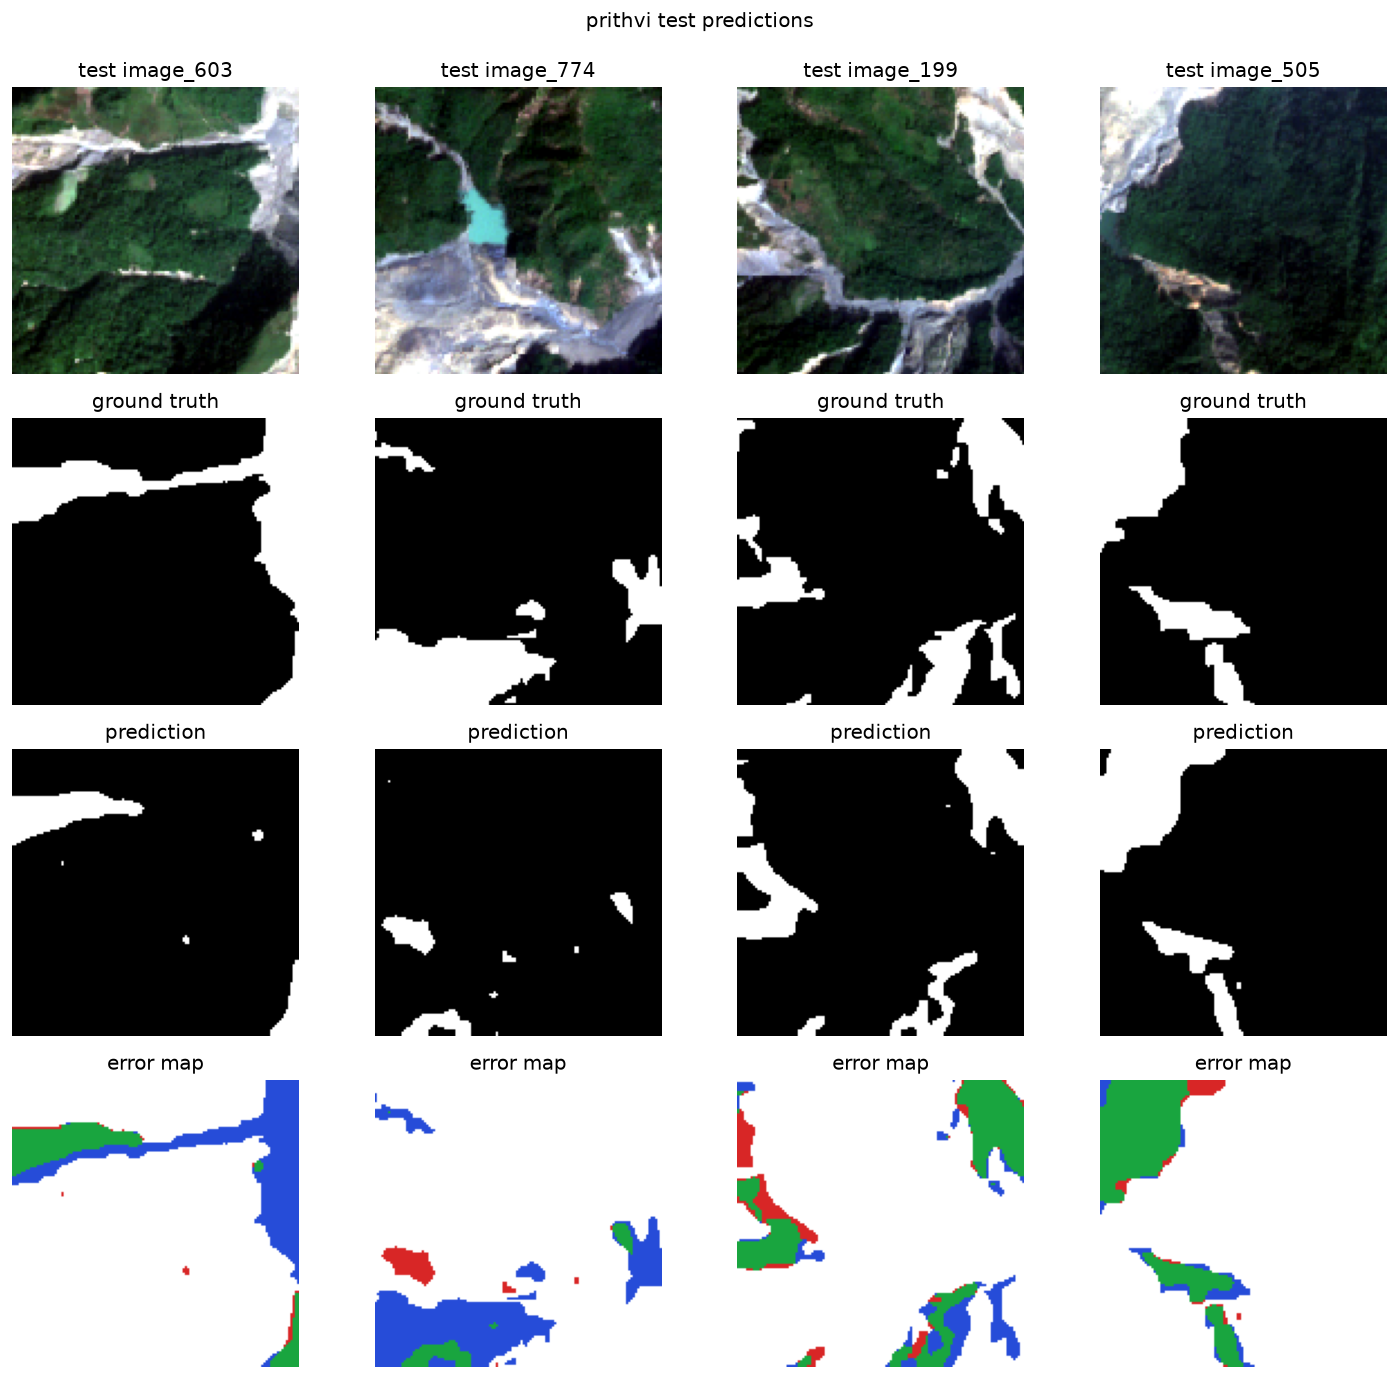 prithvi test predictions
test image_603
test image_774
test image_199
test image_505
ground truth
ground truth
ground truth
ground truth
prediction
prediction
prediction
prediction
error map
error map
error map
error map